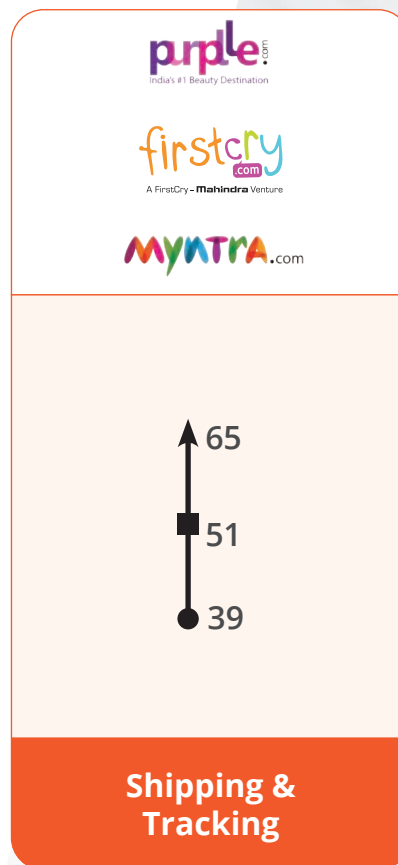 purplle.com
India's #1 Beauty Destination
firstcry
.com
A FirstCry – Mahindra Venture
MYNTRA.com
65
51
39
Shipping &
Tracking